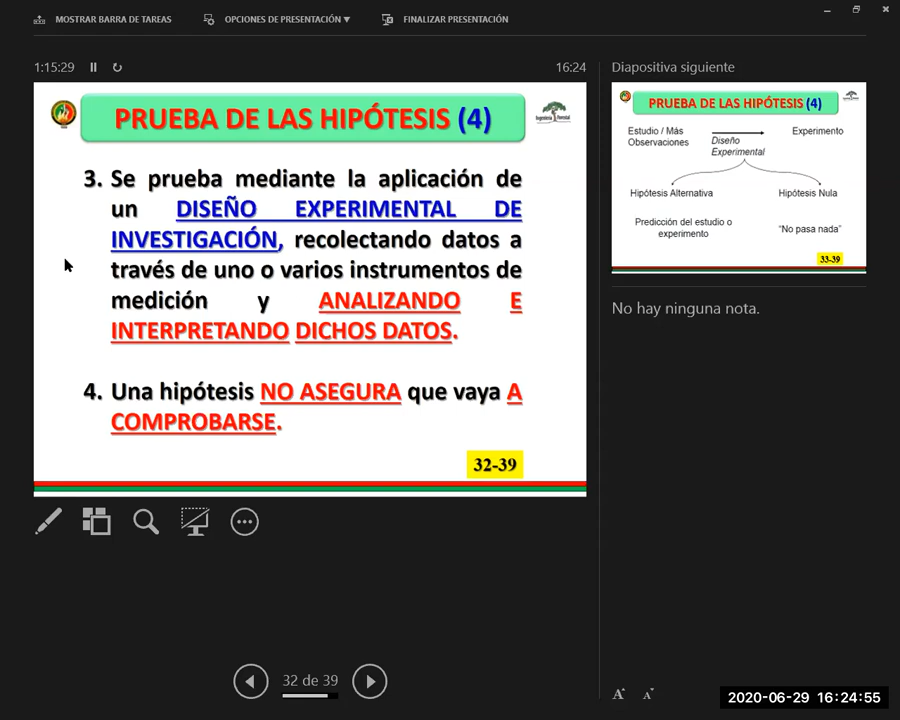 MOSTRAR BARRA DE TAREAS
OPCIONES DE PRESENTACIÓN ▼
FINALIZAR PRESENTACIÓN
1:15:29
16:24
PRUEBA DE LAS HIPÓTESIS (4)
3. Se prueba mediante la aplicación de
un DISEÑO EXPERIMENTAL DE
INVESTIGACIÓN, recolectando datos a
través de uno o varios instrumentos de
medición y ANALIZANDO E
INTERPRETANDO DICHOS DATOS.
4. Una hipótesis NO ASEGURA que vaya A
COMPROBARSE.
32-39
Diapositiva siguiente
PRUEBA DE LAS HIPÓTESIS (4)
Estudio / Más
Observaciones
Diseño
Experimental
Experimento
Hipótesis Alternativa
Hipótesis Nula
Predicción del estudio o
experimento
"No pasa nada"
33-39
No hay ninguna nota.
32 de 39
A A
2020-06-29 16:24:55